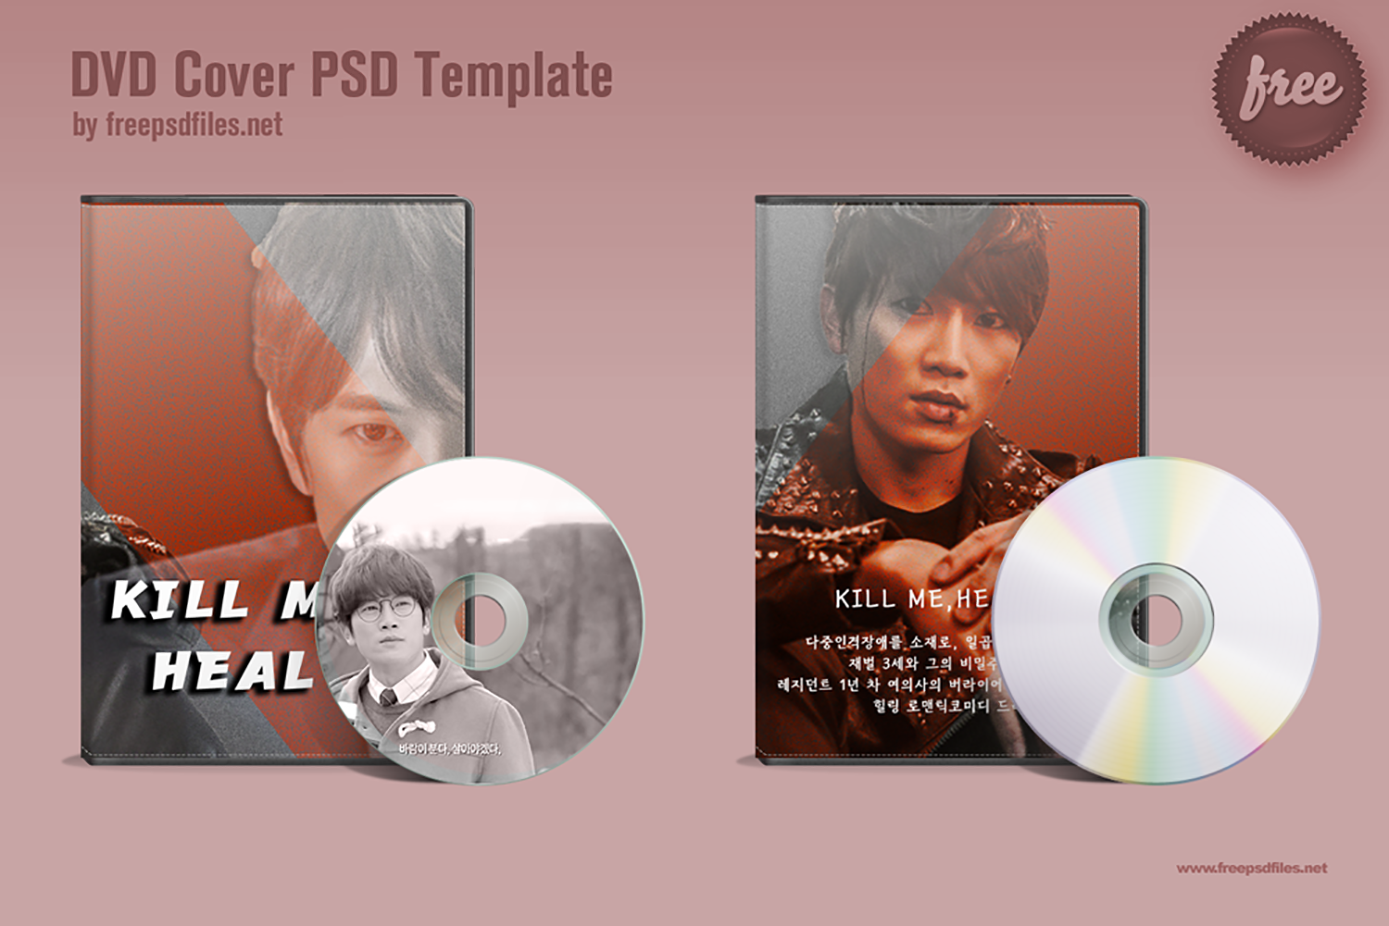 DVD Cover PSD Template
by freepsdfiles.net
free
KILL M
HEAL
바람이 분다, 살아야겠다.
KILL ME, HE
다중인격장애를 소재로, 일곱
재벌 3세와 그의 비밀주
레지던트 1년 차 여의사의 버라이어
힐링 로맨틱코미디 드
www.freepsdfiles.net